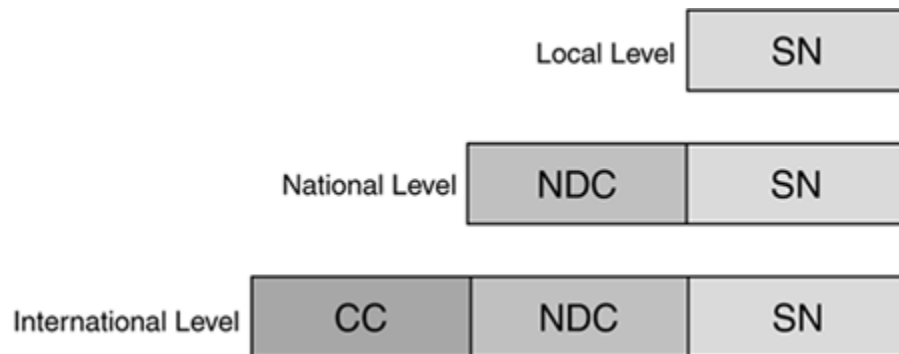 Local Level SN
National Level NDC SN
International Level CC NDC SN